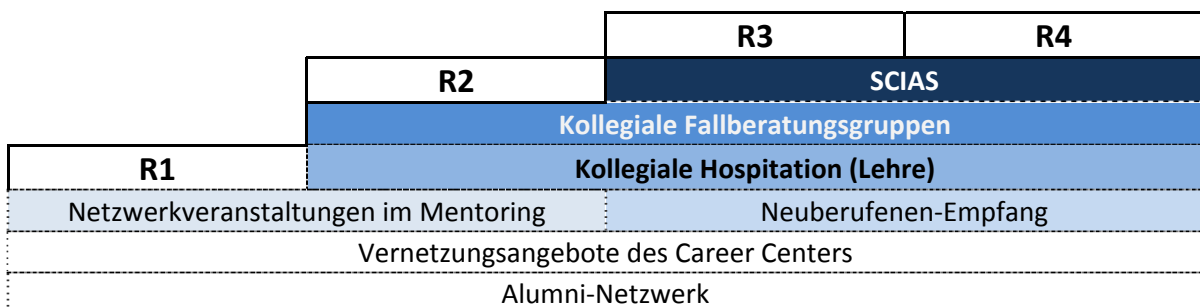 R3 R4
R2 SCIAS
Kollegiale Fallberatungsgruppen
R1 Kollegiale Hospitation (Lehre)
Netzwerkveranstaltungen im Mentoring Neuberufenen-Empfang
Vernetzungsangebote des Career Centers
Alumni-Netzwerk